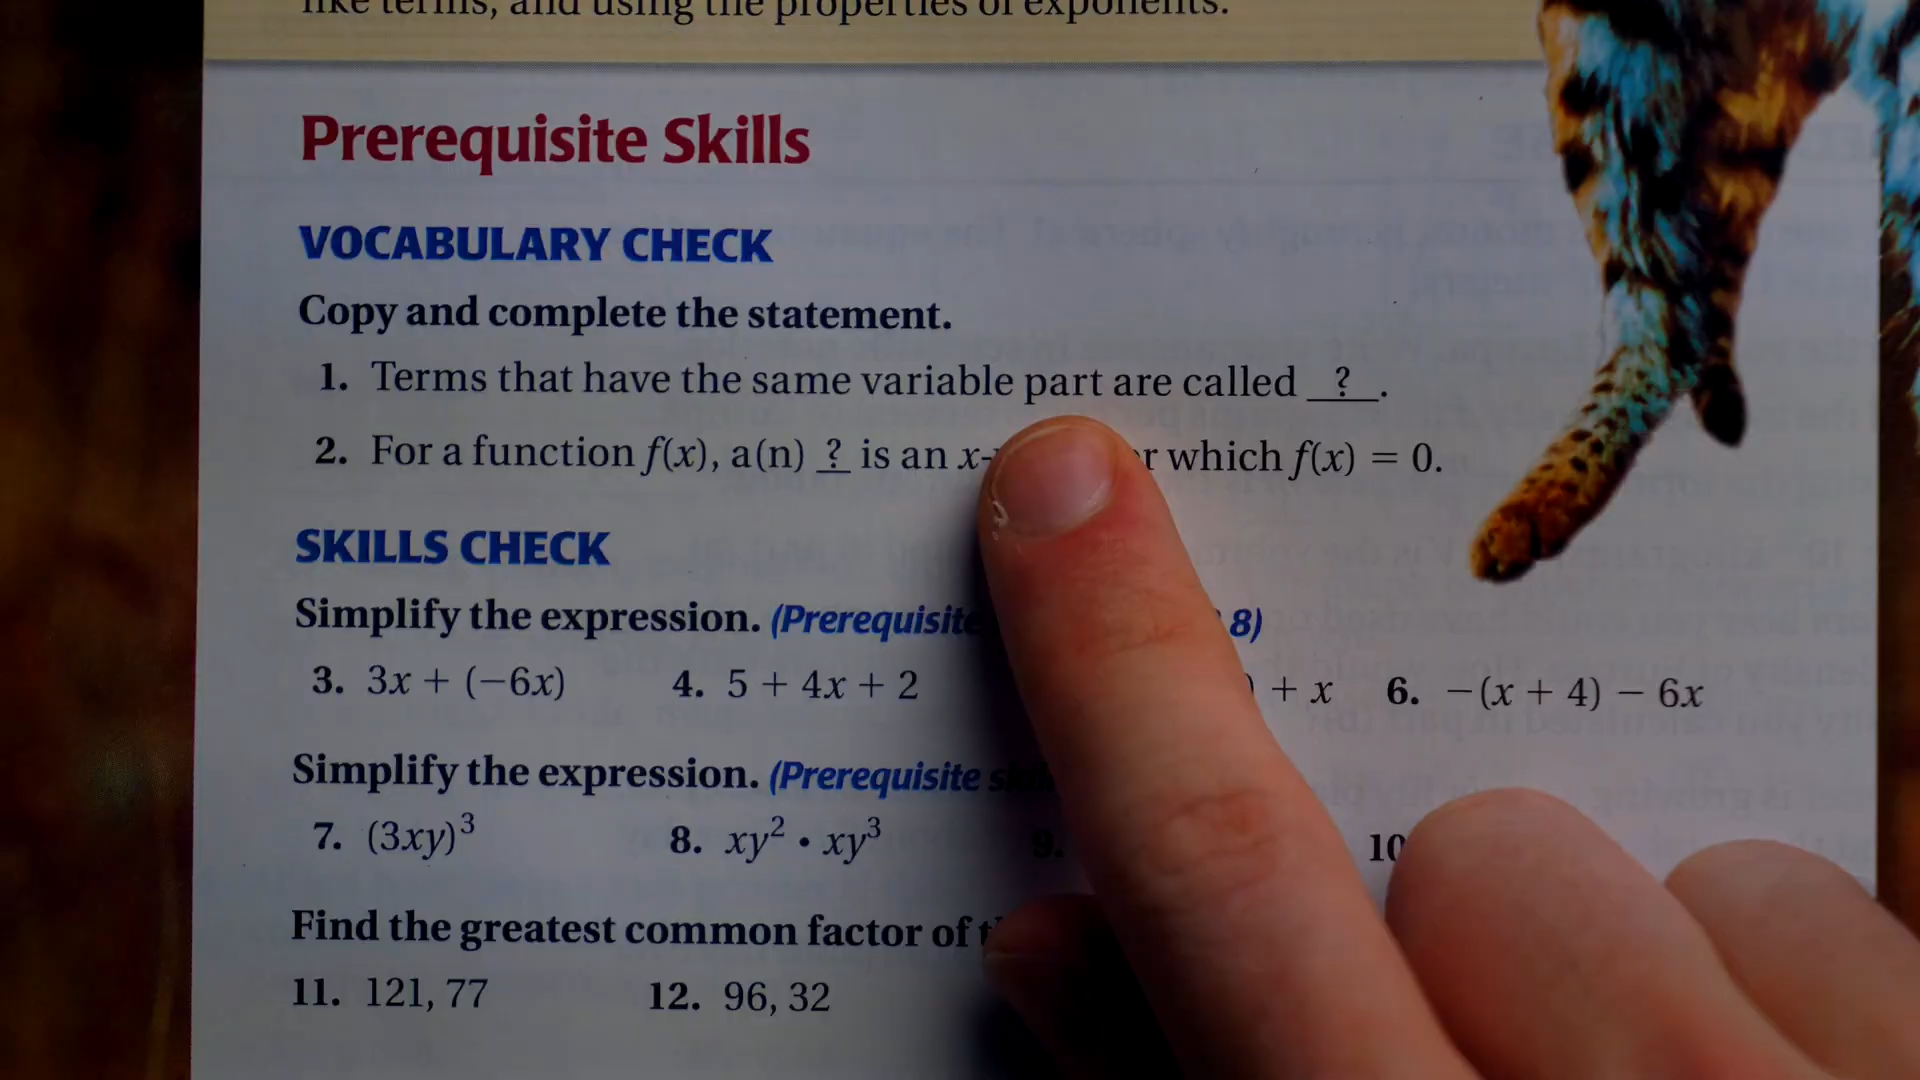 like terms, and using the properties of exponents.
Prerequisite Skills
VOCABULARY CHECK
Copy and complete the statement.
1. Terms that have the same variable part are called ? .
2. For a function f(x), a(n) ? is an x- which f(x) = 0.
SKILLS CHECK
Simplify the expression. (Prerequisite 8)
3. 3x + (−6x) 4. 5 + 4x + 2 ) + x 6. −(x + 4) − 6x
Simplify the expression. (Prerequisite
7. (3xy)³ 8. xy² • xy³ 9. 10
Find the greatest common factor of
11. 121, 77 12. 96, 32